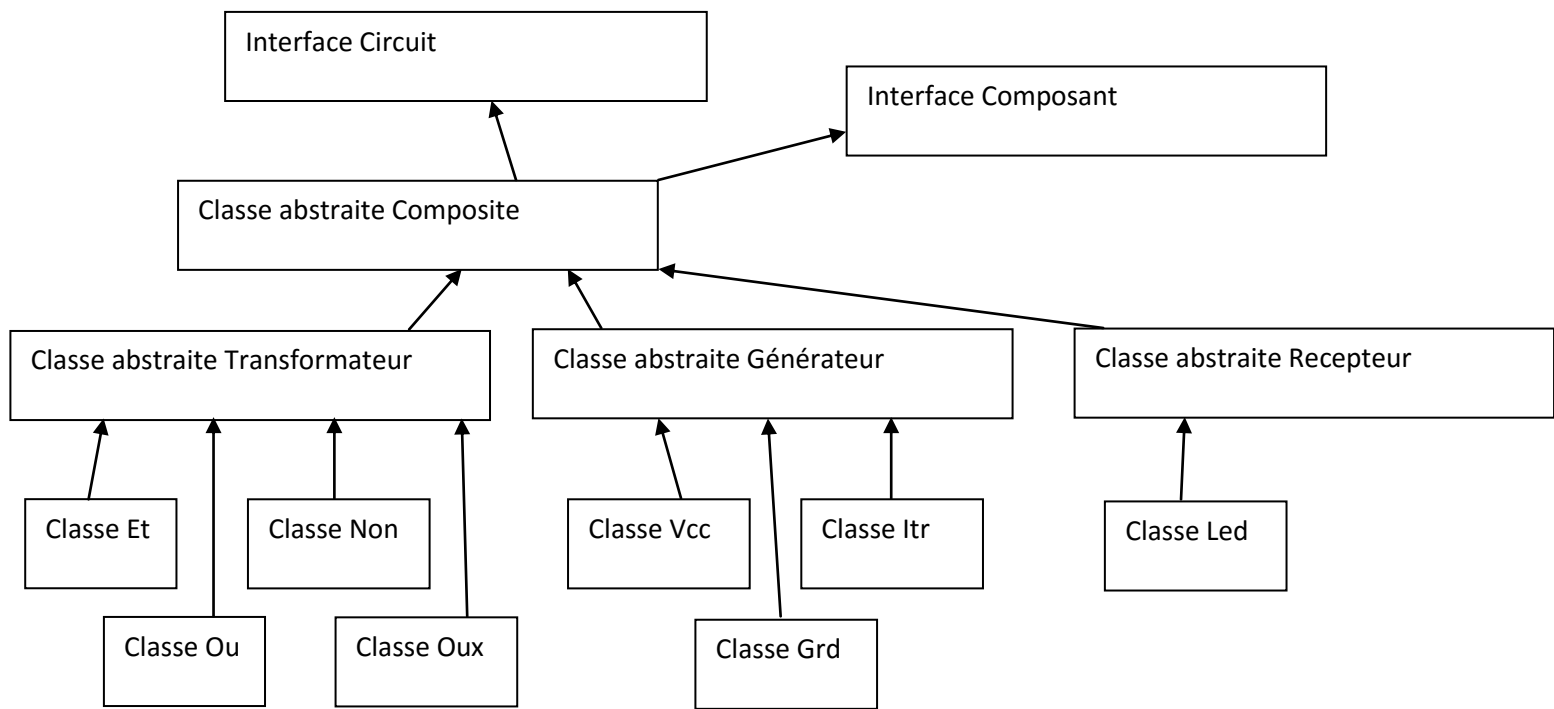 Interface Circuit
Interface Composant
Classe abstraite Composite
Classe abstraite Transformateur
Classe abstraite Générateur
Classe abstraite Recepteur
Classe Et
Classe Non
Classe Vcc
Classe Itr
Classe Led
Classe Ou
Classe Oux
Classe Grd